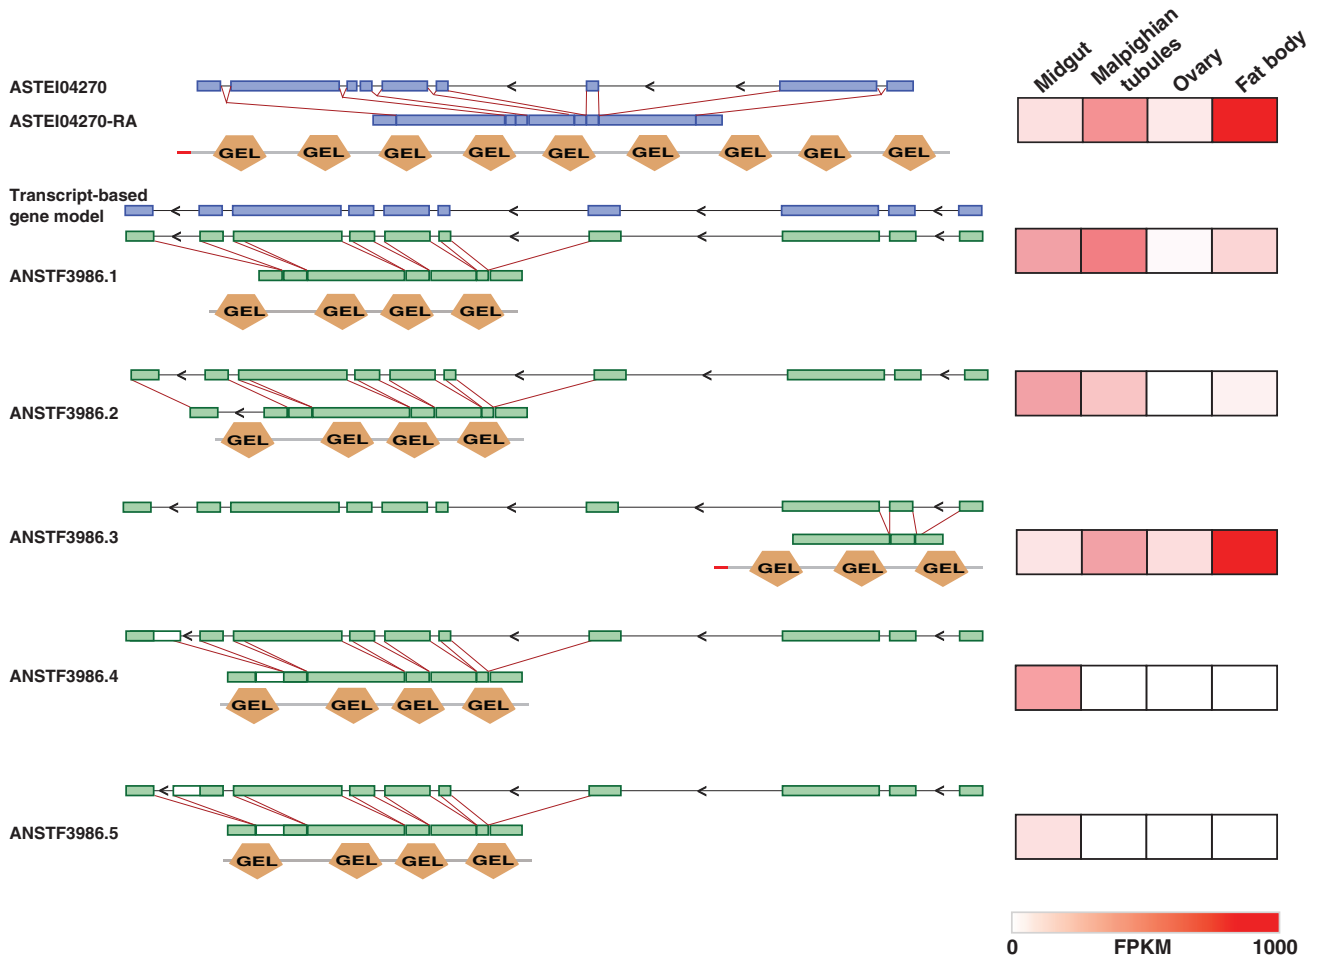 Midgut
Malpighian
tubules
Ovary
Fat body
ASTEI04270
ASTEI04270-RA
GEL GEL GEL GEL GEL GEL GEL GEL GEL
Transcript-based
gene model
ANSTF3986.1
GEL GEL GEL GEL
ANSTF3986.2
GEL GEL GEL GEL
ANSTF3986.3
GEL GEL GEL
ANSTF3986.4
GEL GEL GEL GEL
ANSTF3986.5
GEL GEL GEL GEL
0 FPKM 1000